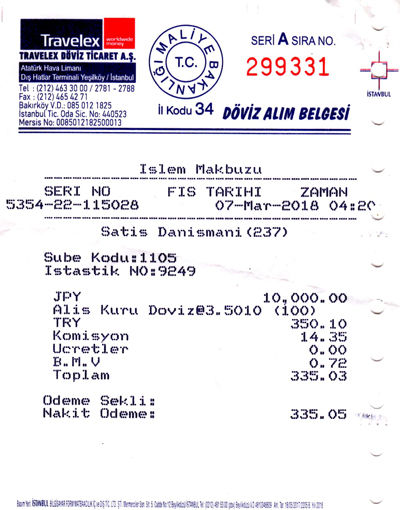 Travelex worldwide money
TRAVELEX DÖVİZ TİCARET A.Ş.
Atatürk Hava Limanı
Dış Hatlar Terminali Yeşilköy / İstanbul
Tel : (212) 463 30 00 / 2781 - 2788
Fax : (212) 465 42 71
Bakırköy V.D.: 085 012 1825
İstanbul Tic. Oda Sic. No: 440523
Mersis No: 0085012182500013
MALİYE BAKANLIĞI
T.C.
İl Kodu 34
SERİ A SIRA NO.
299331
DÖVİZ ALIM BELGESİ
İSTANBUL
Islem Makbuzu
SERI NO FIS TARIHI ZAMAN
5354-22-115028 07-Mar-2018 04:20
Satis Danismani(237)
Sube Kodu:1105
Istastik NO:9249
JPY 10,000.00
Alis Kuru Doviz@3.5010 (100)
TRY 350.10
Komisyon 14.35
Ucretler 0.00
B.M.V 0.72
Toplam 335.03
Odeme Sekli:
Nakit Odeme: 335.05